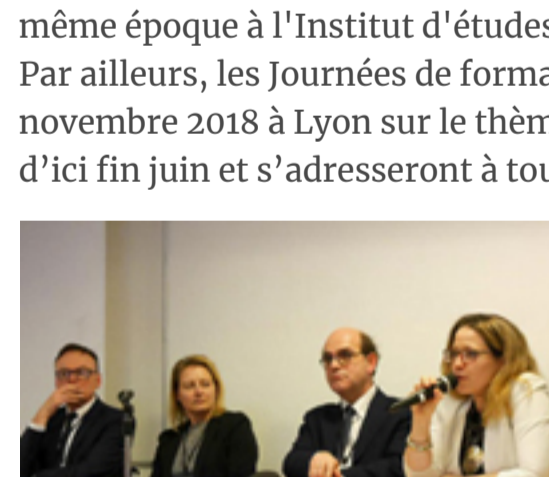 même époque à l'Institut d'études
Par ailleurs, les Journées de forma
novembre 2018 à Lyon sur le thèm
d’ici fin juin et s’adresseront à tou